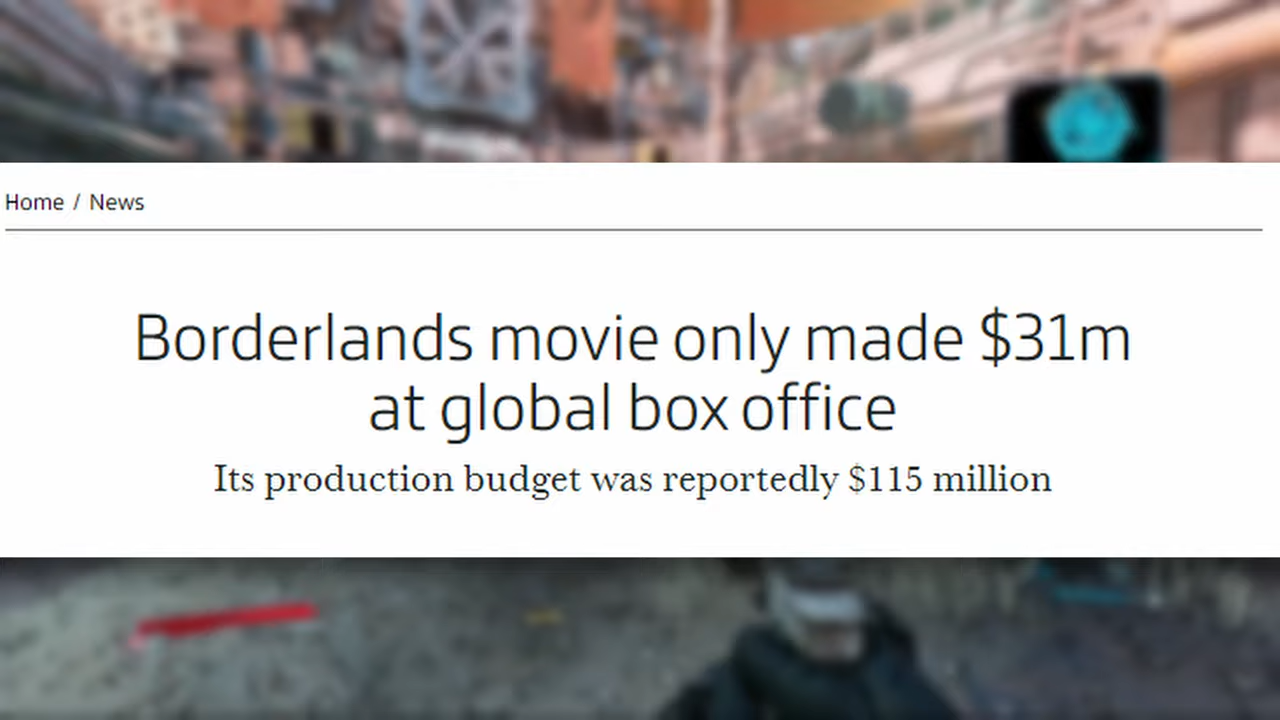 Home / News
Borderlands movie only made $31m
at global box office
Its production budget was reportedly $115 million